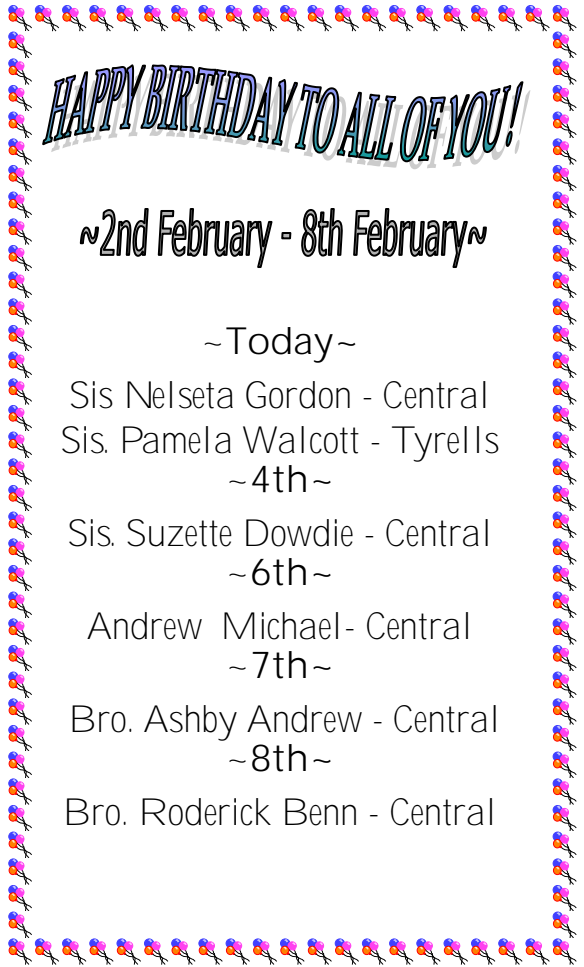 HAPPY BIRTHDAY TO ALL OF YOU!
~2nd February - 8th February~
~Today~
Sis Nelseta Gordon - Central
Sis. Pamela Walcott - Tyrells
~4th~
Sis. Suzette Dowdie - Central
~6th~
Andrew Michael- Central
~7th~
Bro. Ashby Andrew - Central
~8th~
Bro. Roderick Benn - Central